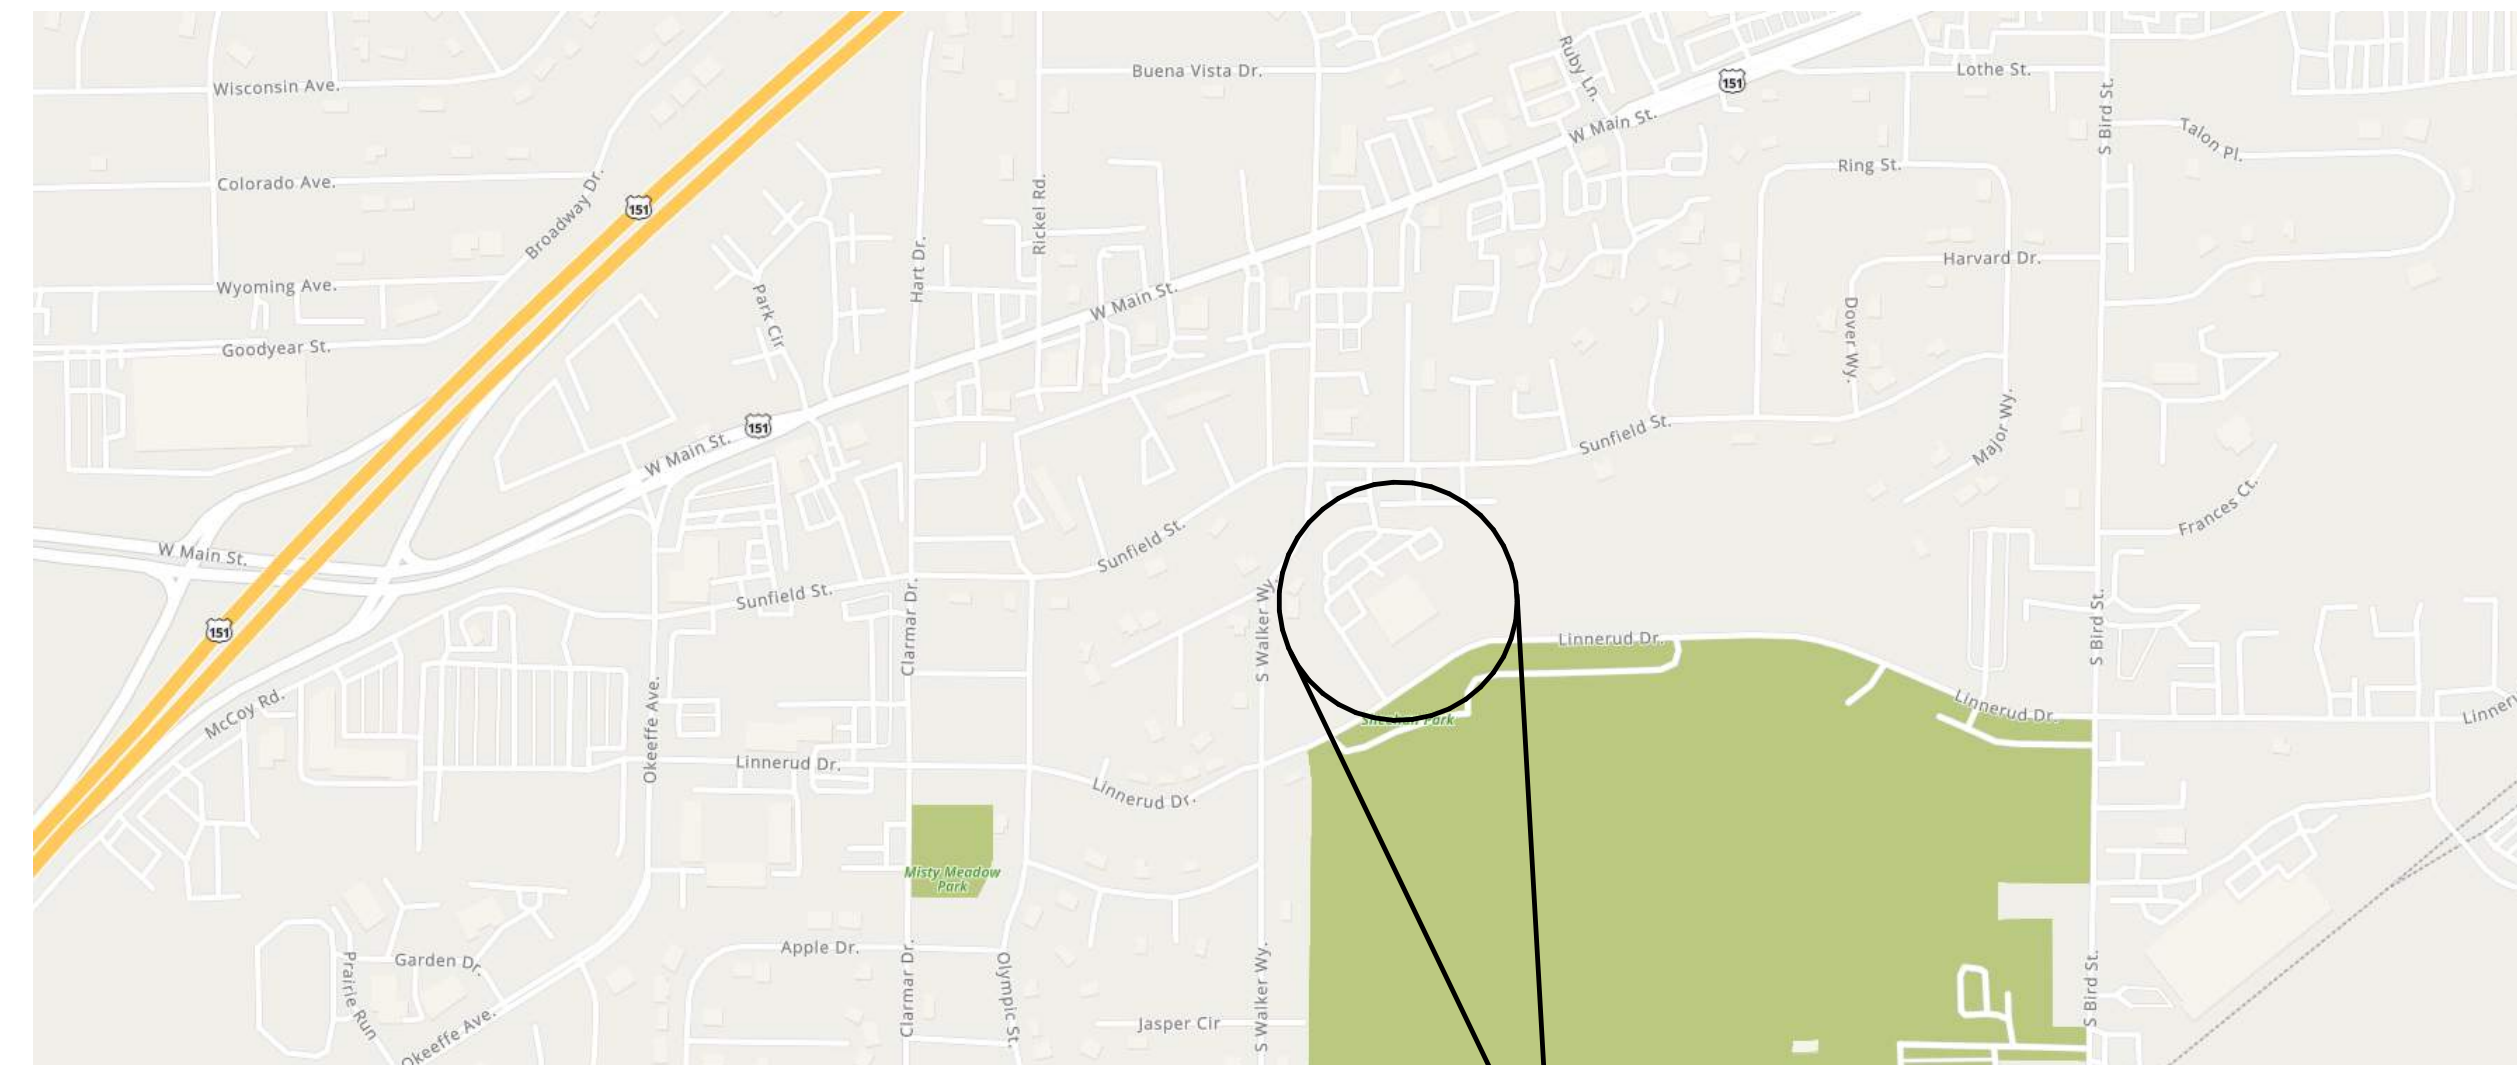 Buena Vista Dr.
Ruby Ln.
Lothe St.
151
Wisconsin Ave.
S Bird St.
W Main St.
Talon Pl.
Ring St.
Colorado Ave.
Broadway Dr.
151
Rickel Rd.
Hart Dr.
Harvard Dr.
Wyoming Ave.
W Main St.
Park Cir
Dover Wy.
Goodyear St.
151
W Main St.
Sunfield St.
Major Wy.
Frances Ct.
W Main St.
Sunfield St.
Sunfield St.
Clarmar Dr.
S Walker Wy.
151
Linnerud Dr.
S Bird St.
McCoy Rd.
Okeeffe Ave.
Linnerud Dr.
Sheehan Park
Linnerud Dr.
Linnerud Dr.
Misty Meadow
Park
Apple Dr.
Garden Dr.
Prairie Run
Clarmar Dr.
Olympic St.
S Walker Wy.
S Bird St.
Jasper Cir
Okeeffe Ave.